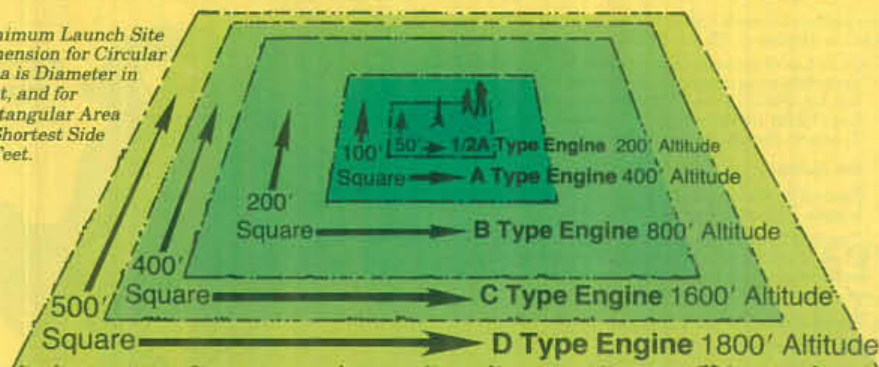 nimum Launch Site
ension for Circular
a is Diameter in
t, and for
tangular Area
Shortest Side
Feet.
50' 1/2A Type Engine 200' Altitude
100'
Square A Type Engine 400' Altitude
200'
Square B Type Engine 800' Altitude
400'
Square C Type Engine 1600' Altitude
500'
Square D Type Engine 1800' Altitude